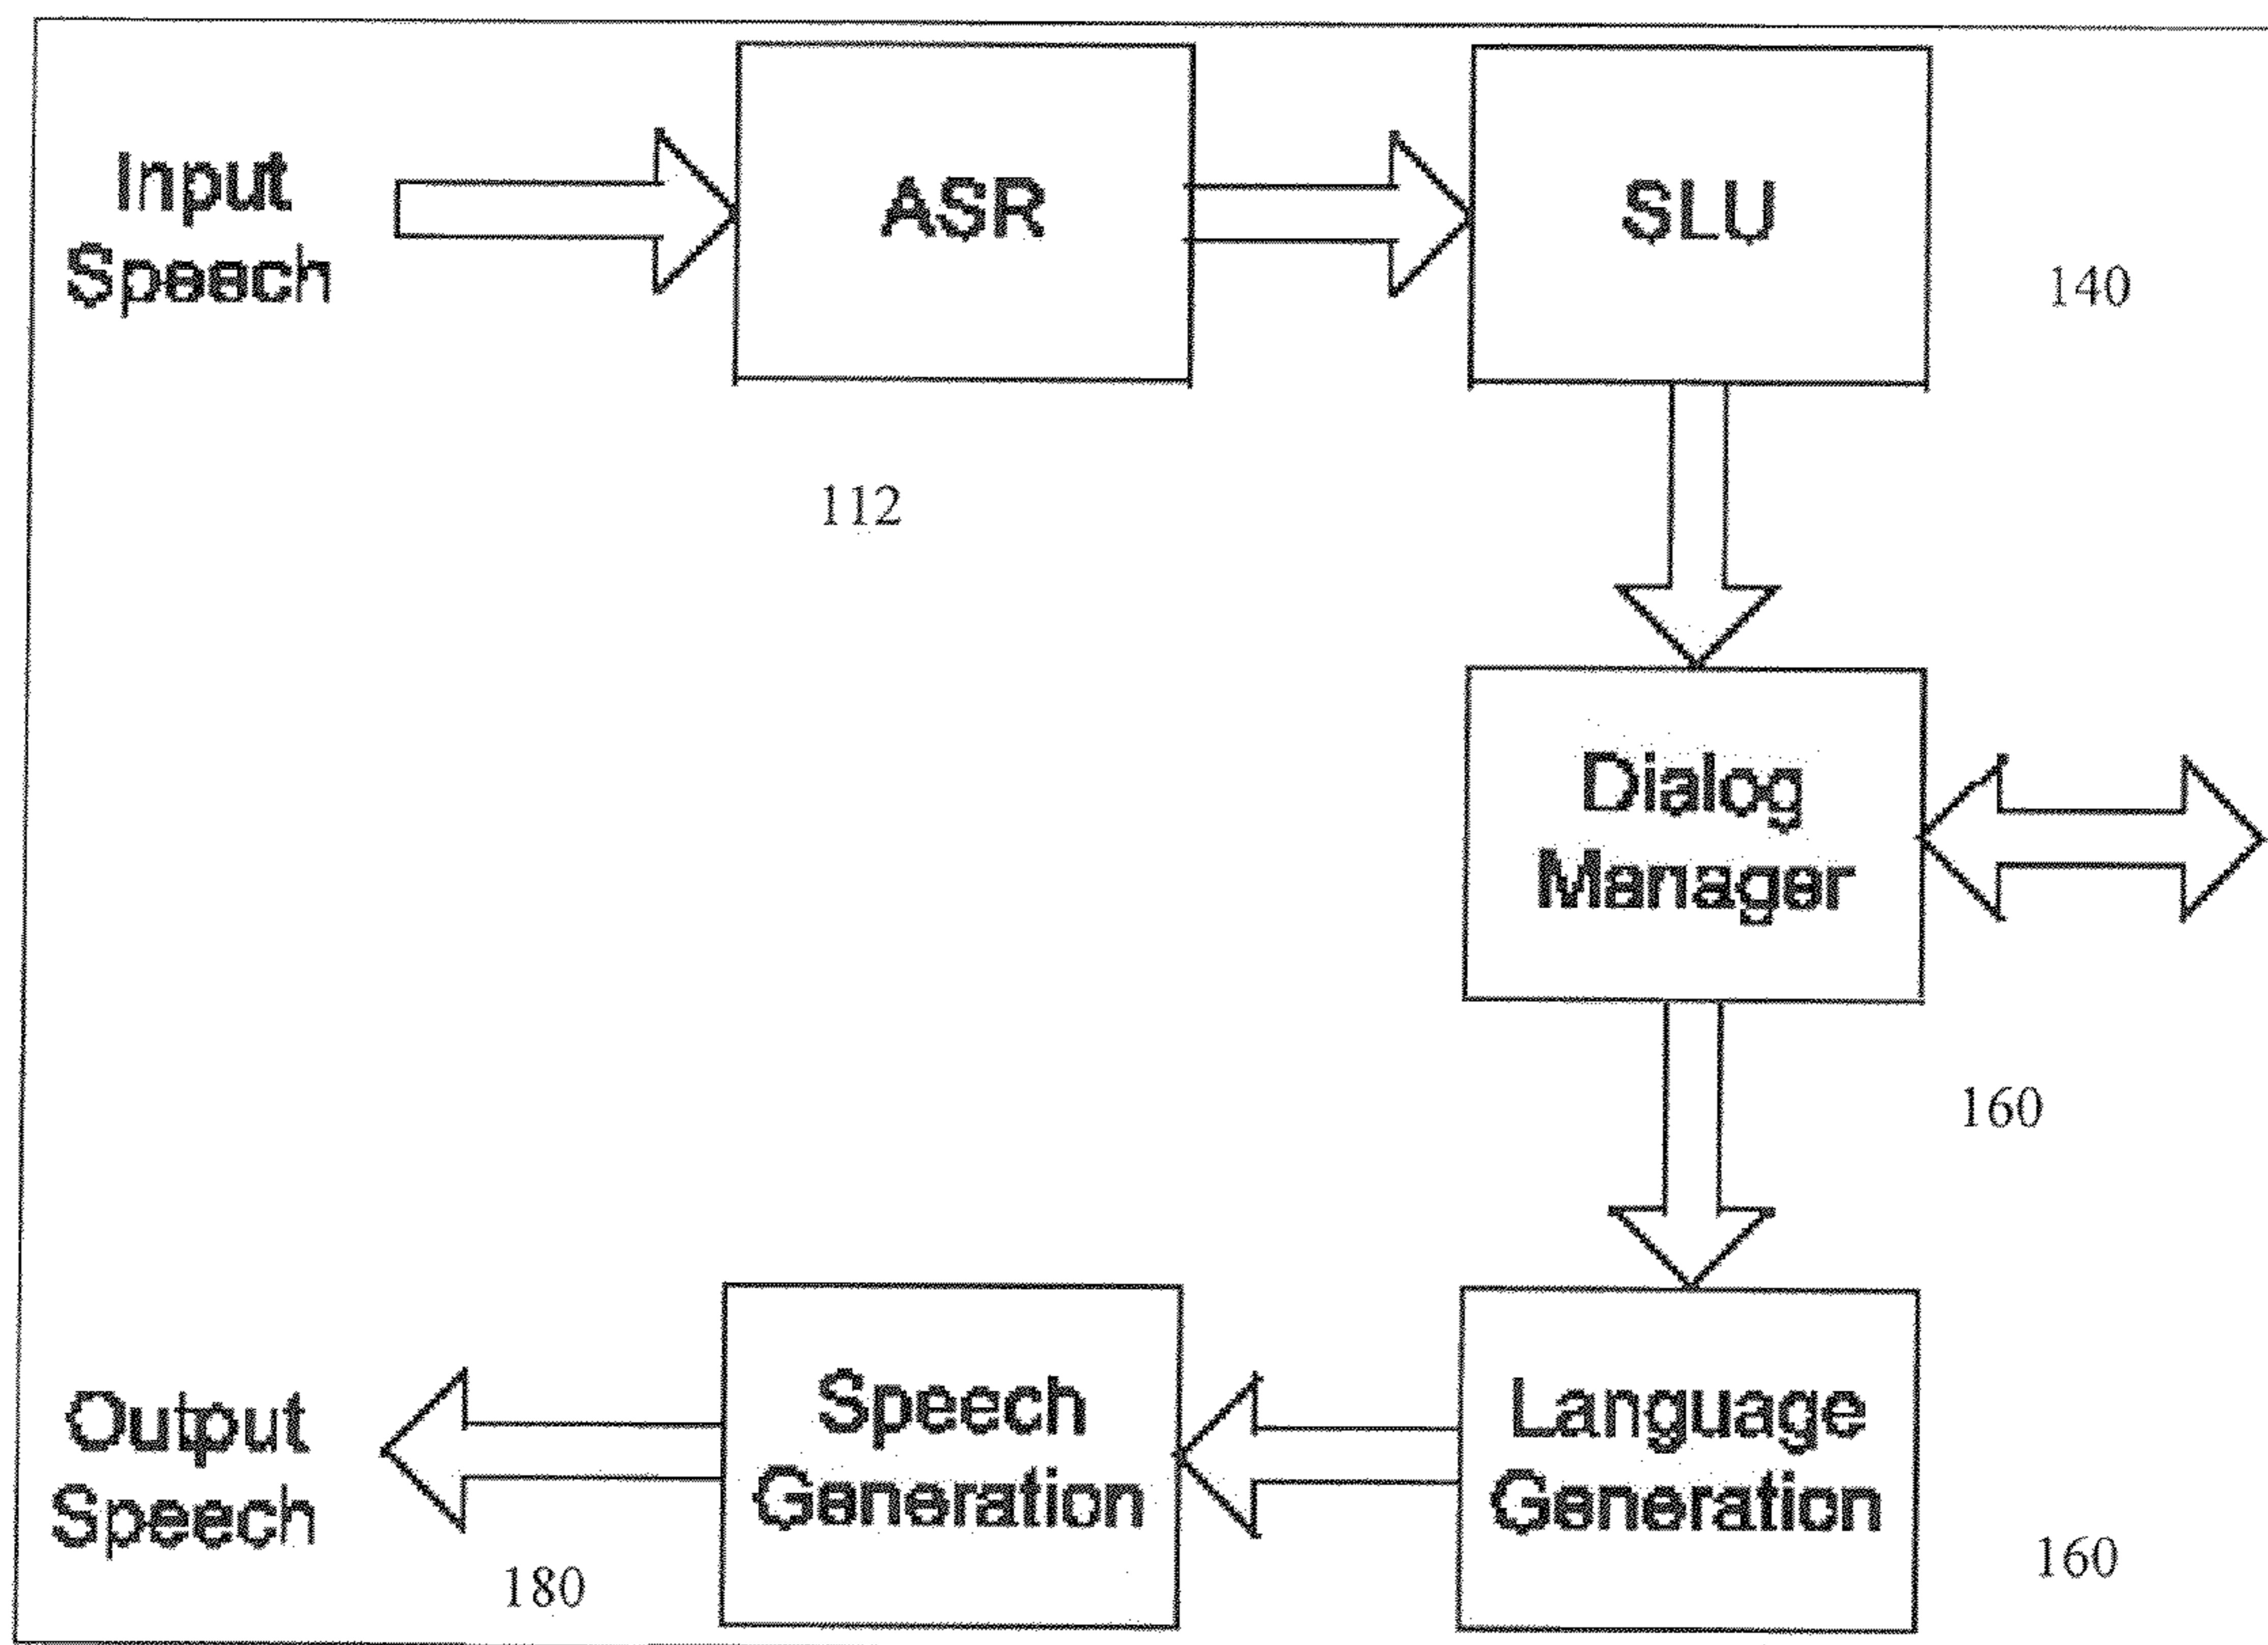 Input
Speech
ASR
SLU
140
112
Dialog
Manager
160
Output
Speech
180
Speech
Generation
Language
Generation
160